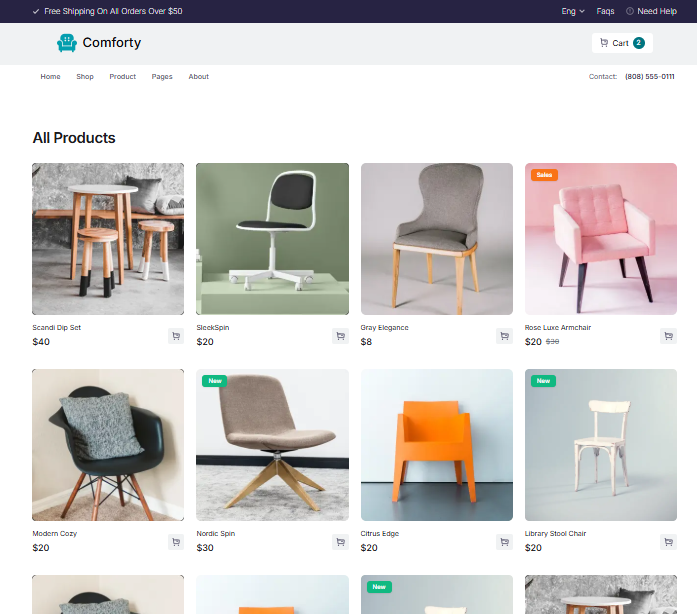 Free Shipping On All Orders Over $50
Eng
Faqs
Need Help
Comforty
Cart 2
Home
Shop
Product
Pages
About
Contact: (808) 555-0111
All Products
Sales
Scandi Dip Set
$40
SleekSpin
$20
Gray Elegance
$8
Rose Luxe Armchair
$20 $30
New
New
Modern Cozy
$20
Nordic Spin
$30
Citrus Edge
$20
Library Stool Chair
$20
New